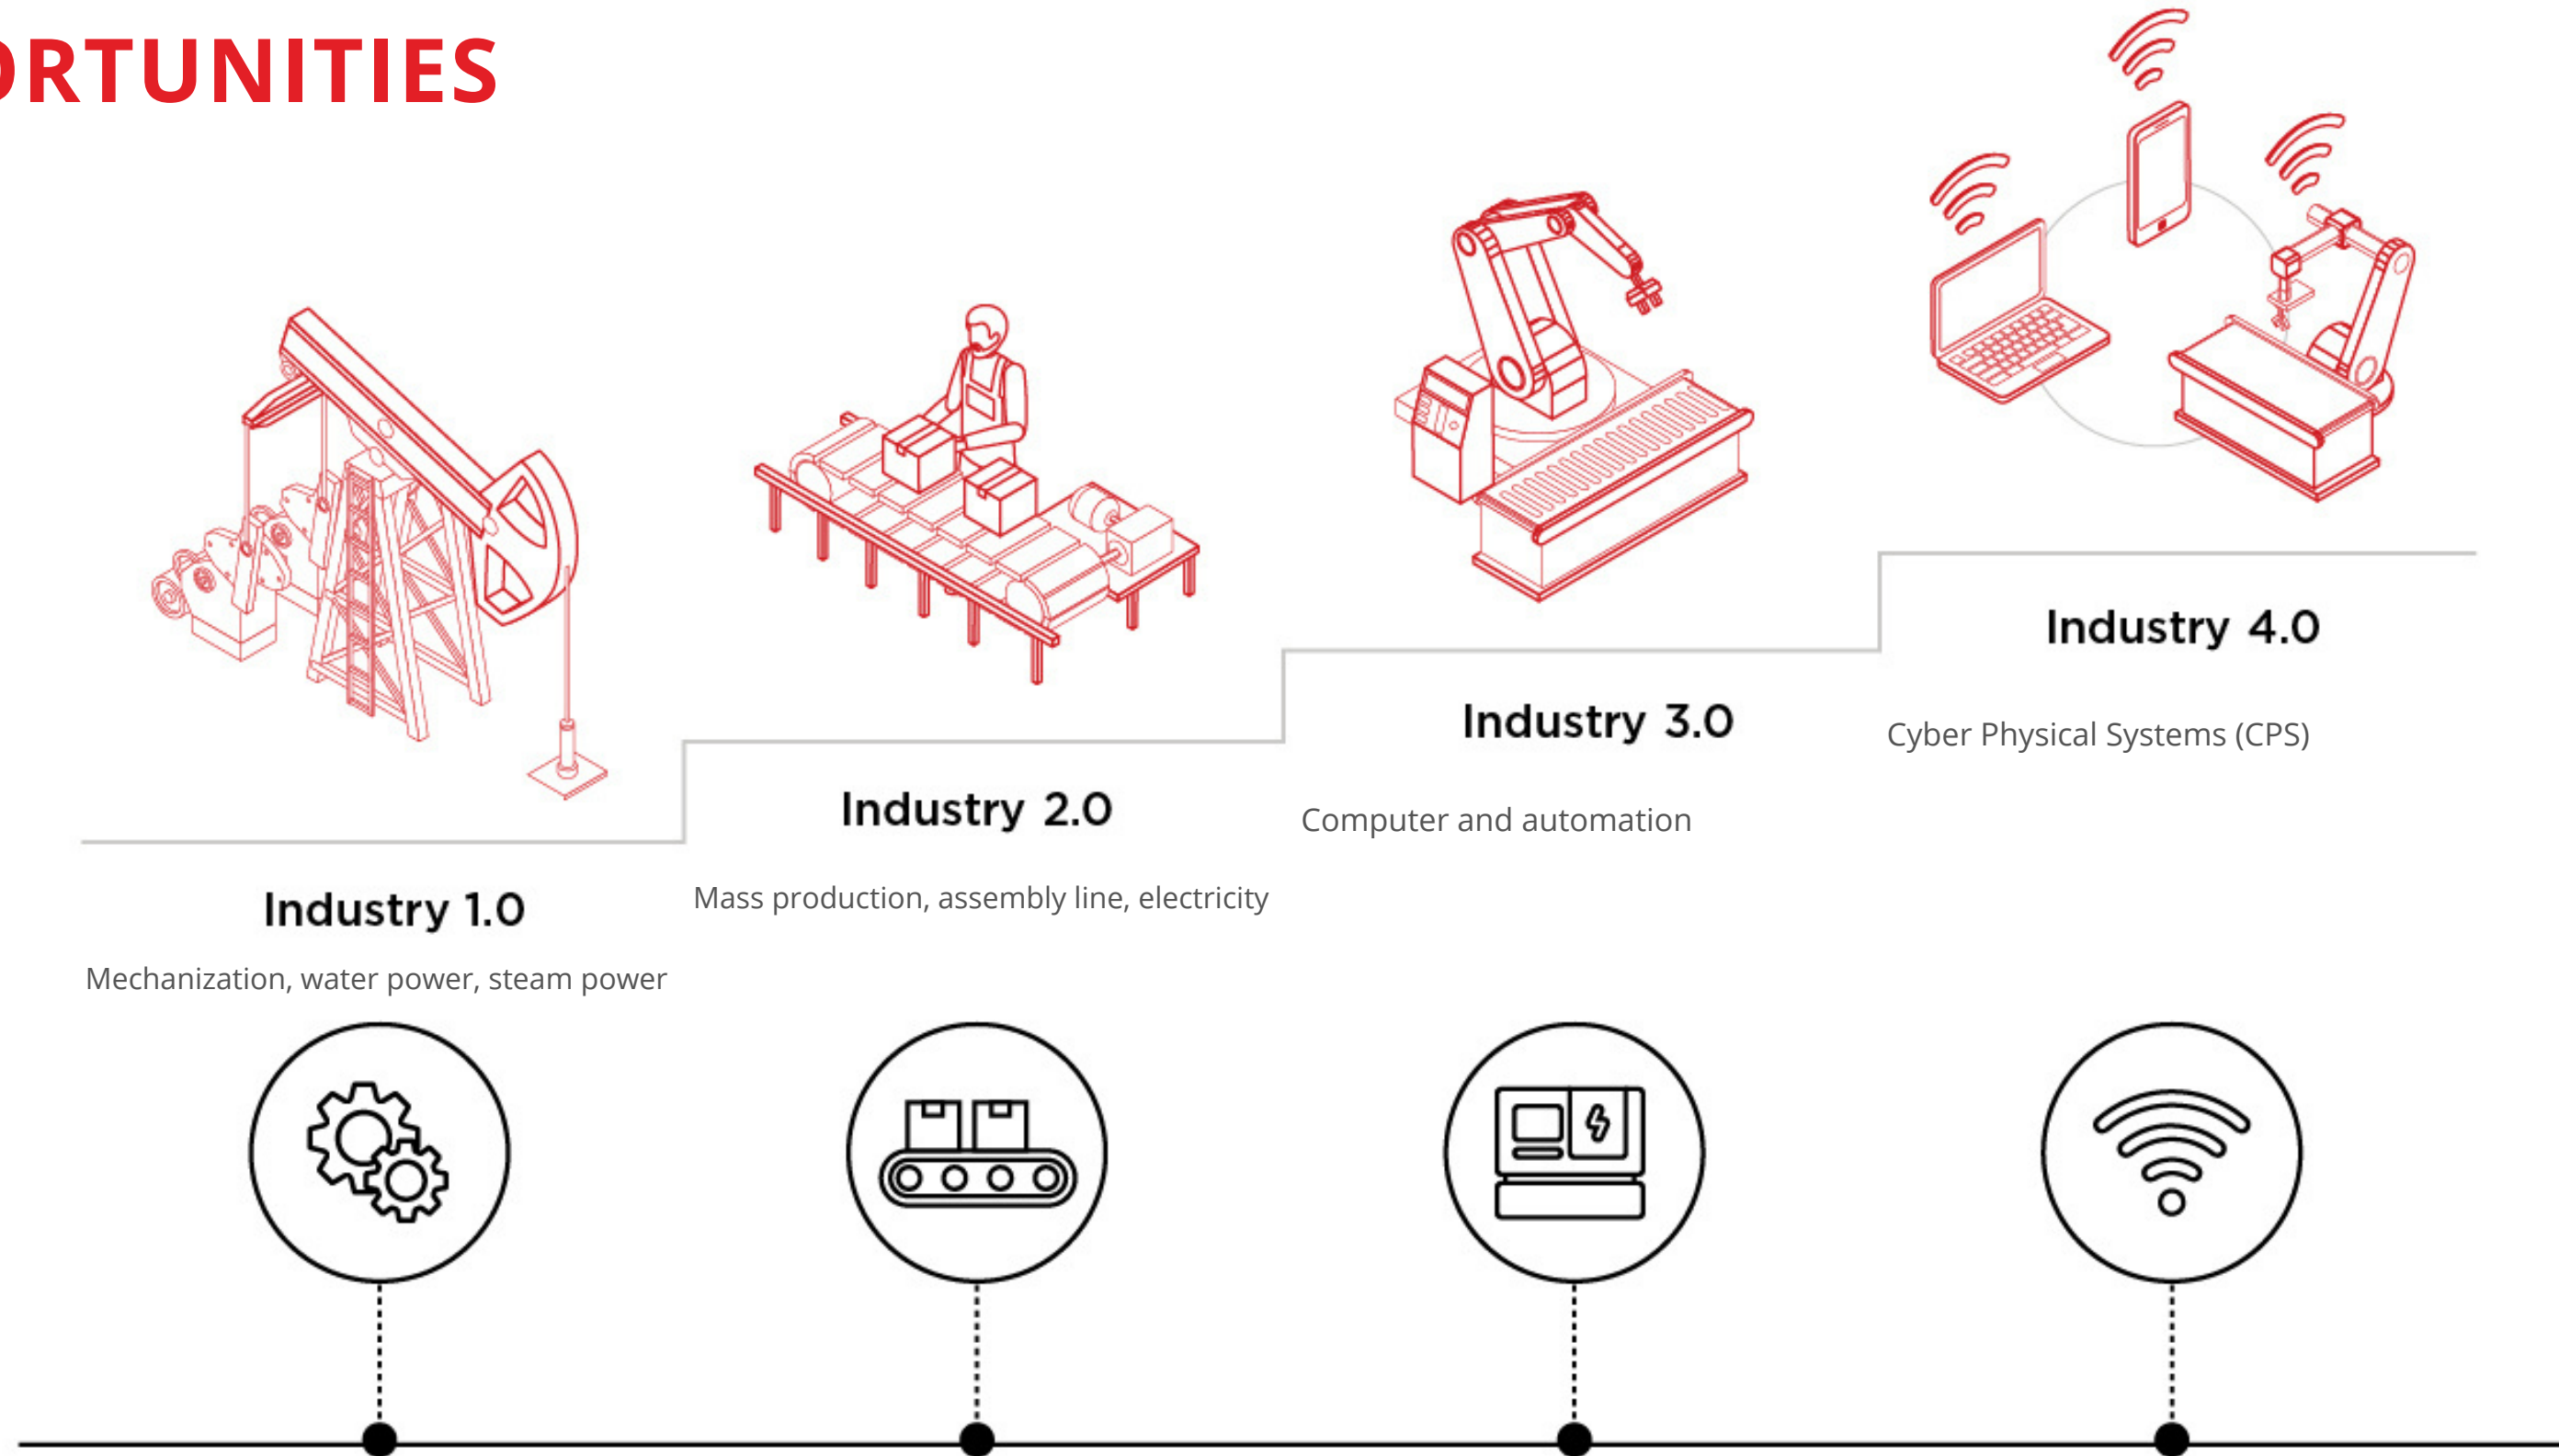 ORTUNITIES
Industry 4.0
Cyber Physical Systems (CPS)
Industry 3.0
Computer and automation
Industry 2.0
Mass production, assembly line, electricity
Industry 1.0
Mechanization, water power, steam power